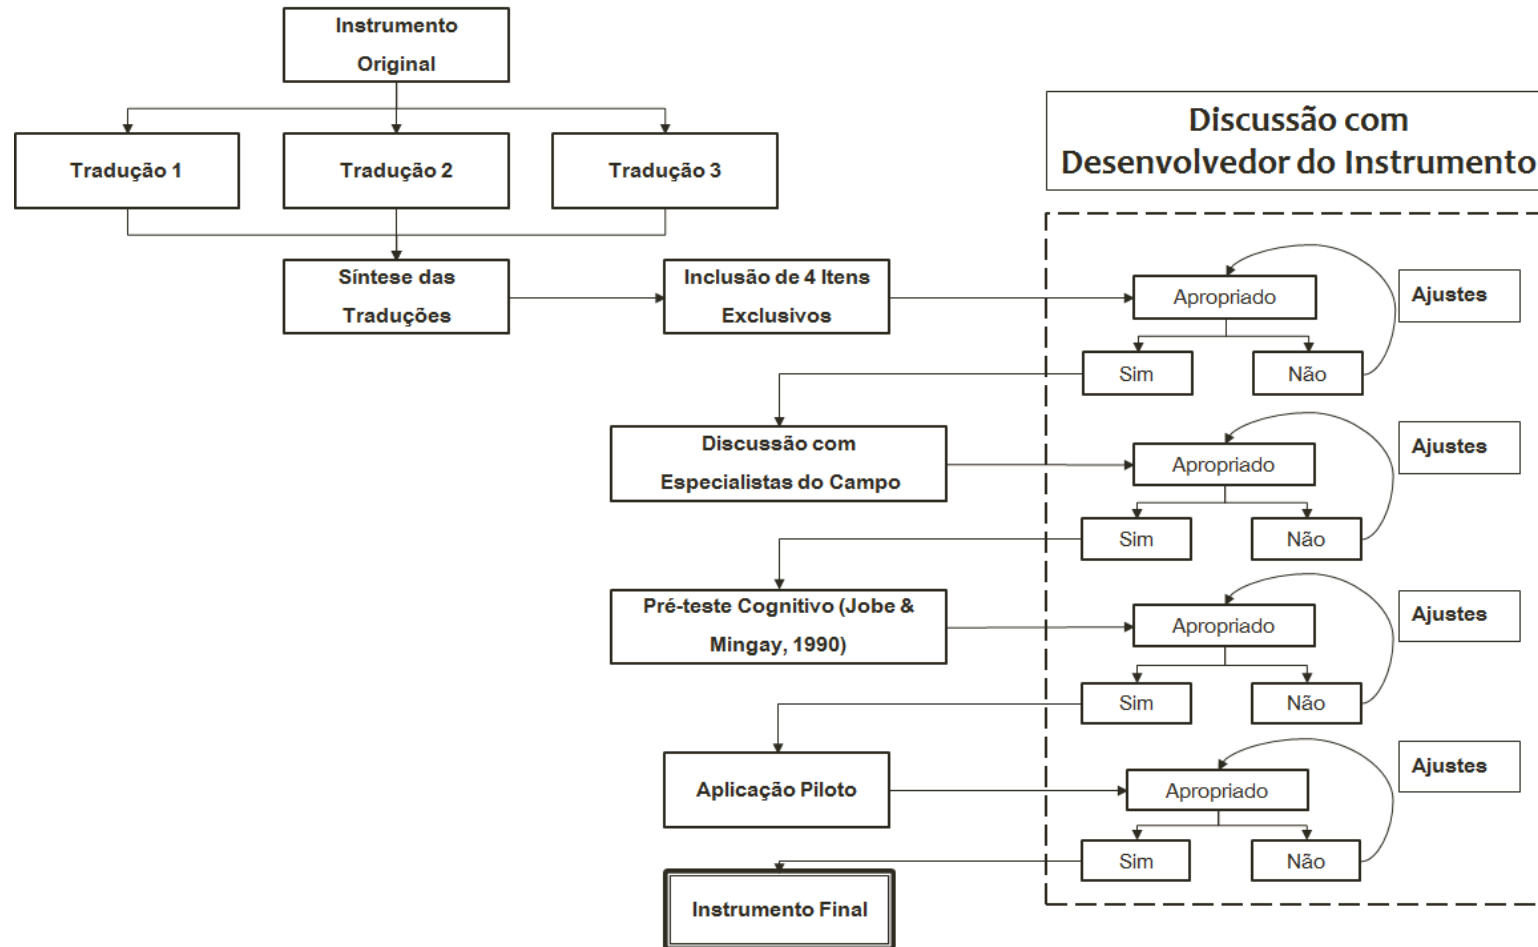 Instrumento
Original
Discussão com
Desenvolvedor do Instrumento
Tradução 1
Tradução 2
Tradução 3
Síntese das
Traduções
Inclusão de 4 Itens
Exclusivos
Apropriado
Ajustes
Sim
Não
Discussão com
Especialistas do Campo
Apropriado
Ajustes
Sim
Não
Pré-teste Cognitivo (Jobe &
Mingay, 1990)
Apropriado
Ajustes
Sim
Não
Aplicação Piloto
Apropriado
Ajustes
Sim
Não
Instrumento Final